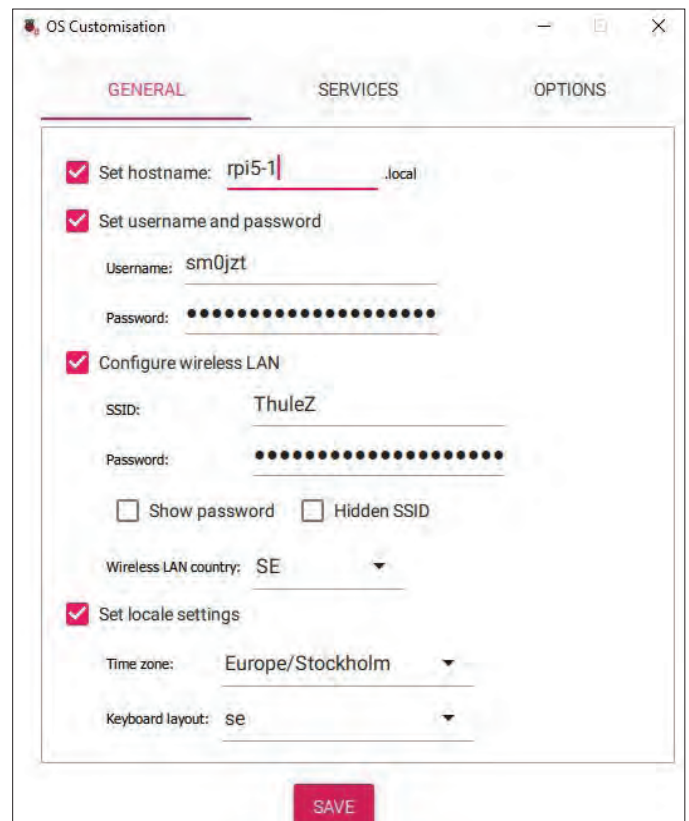 OS Customisation
GENERAL SERVICES OPTIONS
Set hostname: rpi5-1 .local
Set username and password
Username: sm0jzt
Password: ••••••••••••••••••••
Configure wireless LAN
SSID: ThuleZ
Password: ••••••••••••••••••••
Show password Hidden SSID
Wireless LAN country: SE
Set locale settings
Time zone: Europe/Stockholm
Keyboard layout: se
SAVE